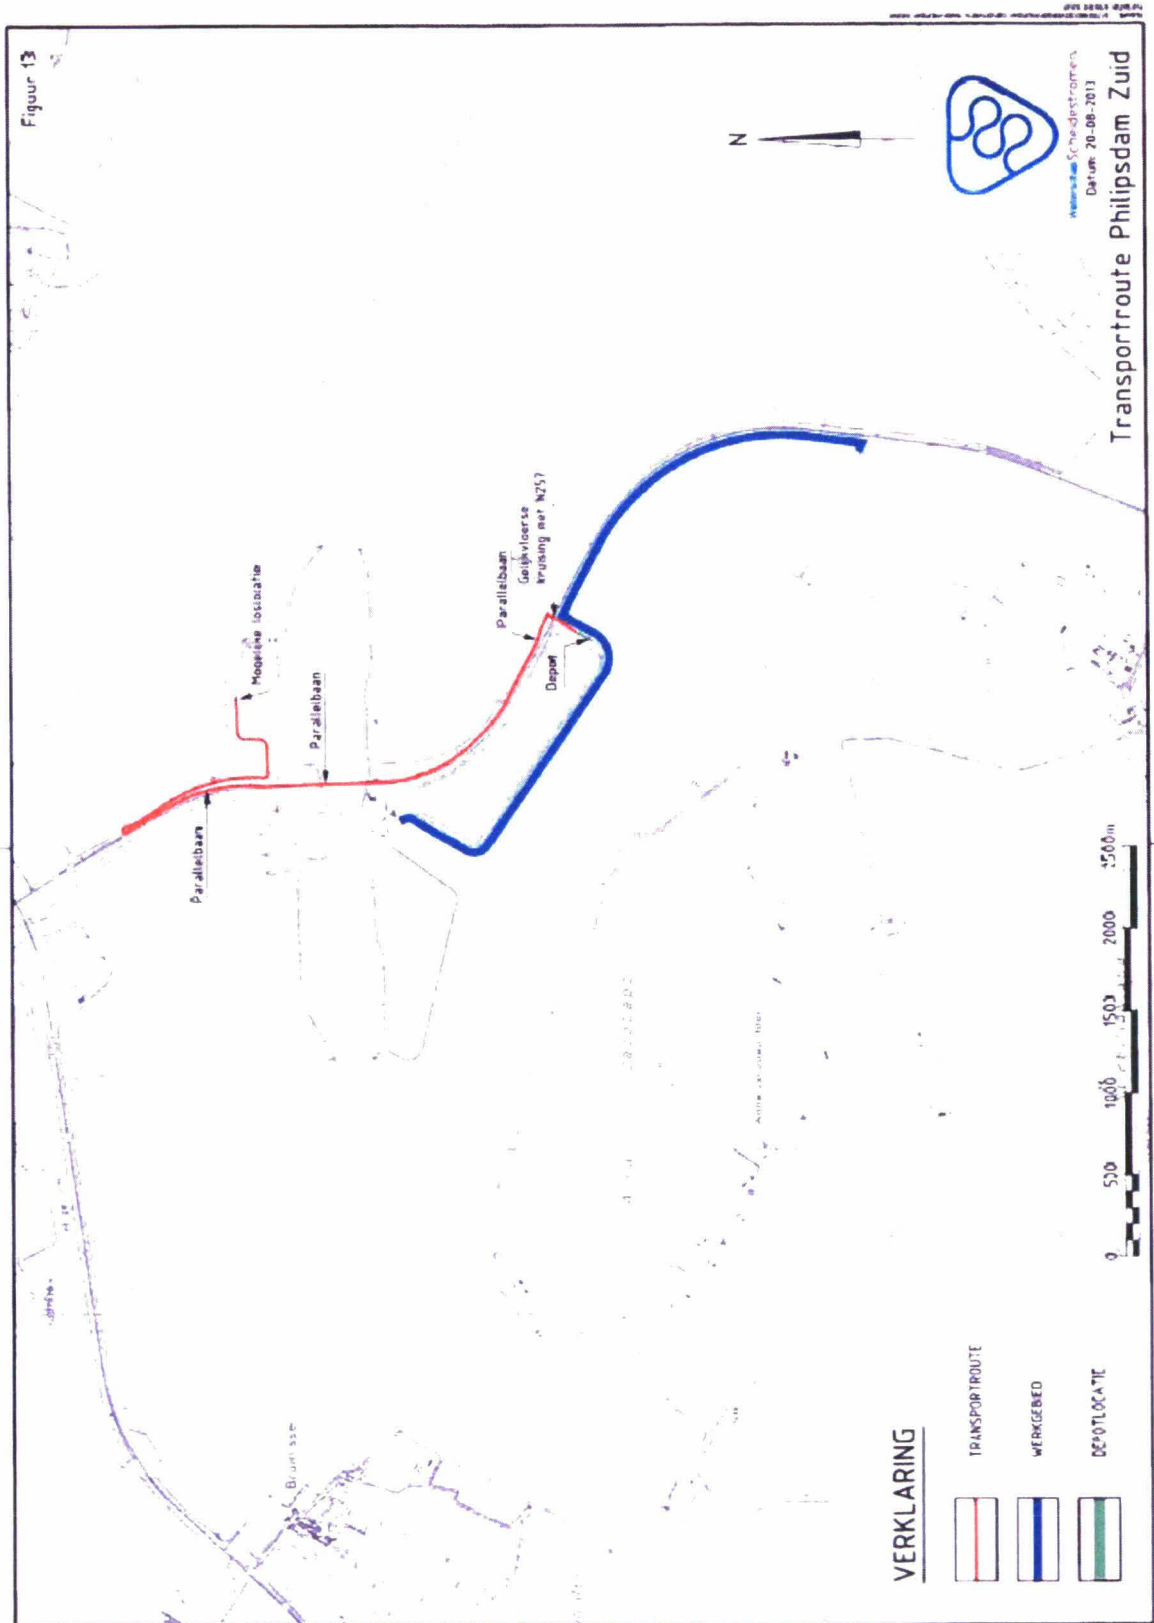 Figuur 13
N
Mogelijke loslocatie
Parallelbaan
Parallelbaan
Parallelbaan
Gelijkvloerse
kruising met N257
Depot
Bruinisse
Waterschap Scheldestromen
Datum: 20-08-2013
Transportroute Philipsdam Zuid
VERKLARING
TRANSPORTROUTE
WERKGEBIED
DEPOTLOCATIE
0 500 1000 1500 2000 2500m